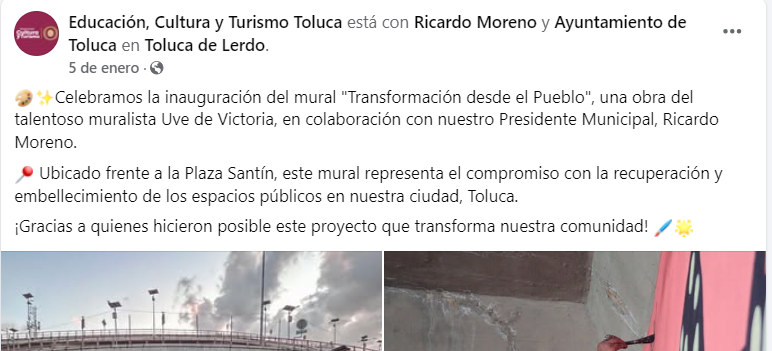 Educación, Cultura y Turismo Toluca está con Ricardo Moreno y Ayuntamiento de
Toluca en Toluca de Lerdo.
5 de enero ·
🎨✨Celebramos la inauguración del mural "Transformación desde el Pueblo", una obra del
talentoso muralista Uve de Victoria, en colaboración con nuestro Presidente Municipal, Ricardo
Moreno.
📍 Ubicado frente a la Plaza Santín, este mural representa el compromiso con la recuperación y
embellecimiento de los espacios públicos en nuestra ciudad, Toluca.
¡Gracias a quienes hicieron posible este proyecto que transforma nuestra comunidad! 🖌️🌟